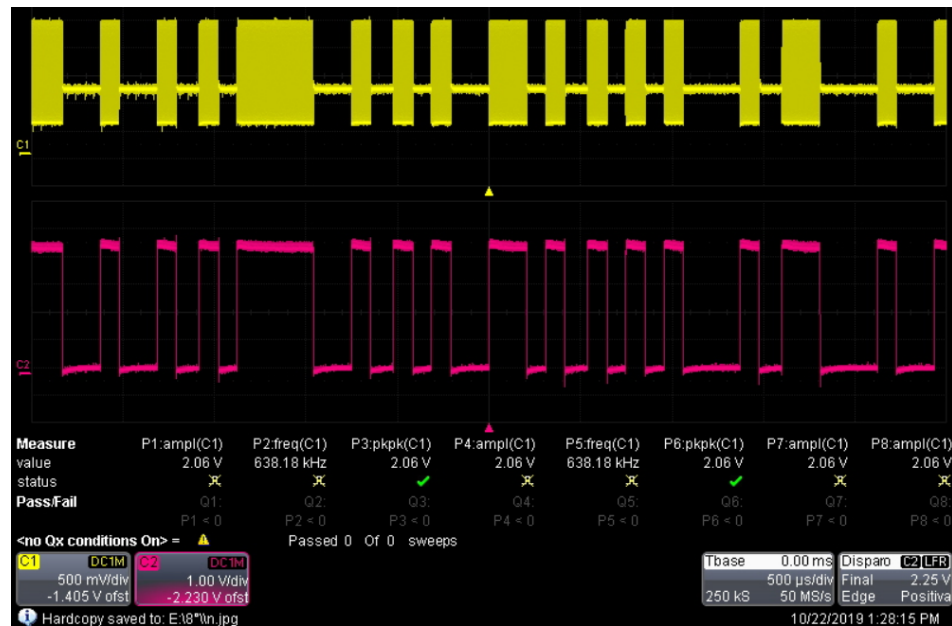 C1
C2
Measure P1:ampl(C1) P2:freq(C1) P3:pkpk(C1) P4:ampl(C1) P5:freq(C1) P6:pkpk(C1) P7:ampl(C1) P8:ampl(C1)
value 2.06 V 638.18 kHz 2.06 V 2.06 V 638.18 kHz 2.06 V 2.06 V 2.06 V
status
Pass/Fail Q1: Q2: Q3: Q4: Q5: Q6: Q7: Q8:
P1 < 0 P2 < 0 P3 < 0 P4 < 0 P5 < 0 P6 < 0 P7 < 0 P8 < 0
<no Qx conditions On> = Passed 0 Of 0 sweeps
C1 DC1M C2 DC1M Tbase 0.00 ms Disparo C2 LFR
500 mV/div 1.00 V/div 500 µs/div Final 2.25 V
-1.405 V ofst -2.230 V ofst 250 kS 50 MS/s Edge Positiva
Hardcopy saved to: E:\8"\\n.jpg 10/22/2019 1:28:15 PM